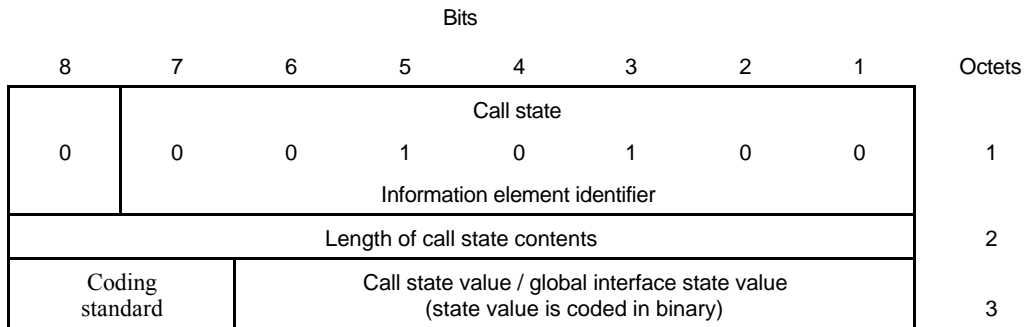 Bits
8 7 6 5 4 3 2 1 Octets
Call state
0 0 0 1 0 1 0 0 1
Information element identifier
Length of call state contents 2
Coding Call state value / global interface state value
standard (state value is coded in binary) 3